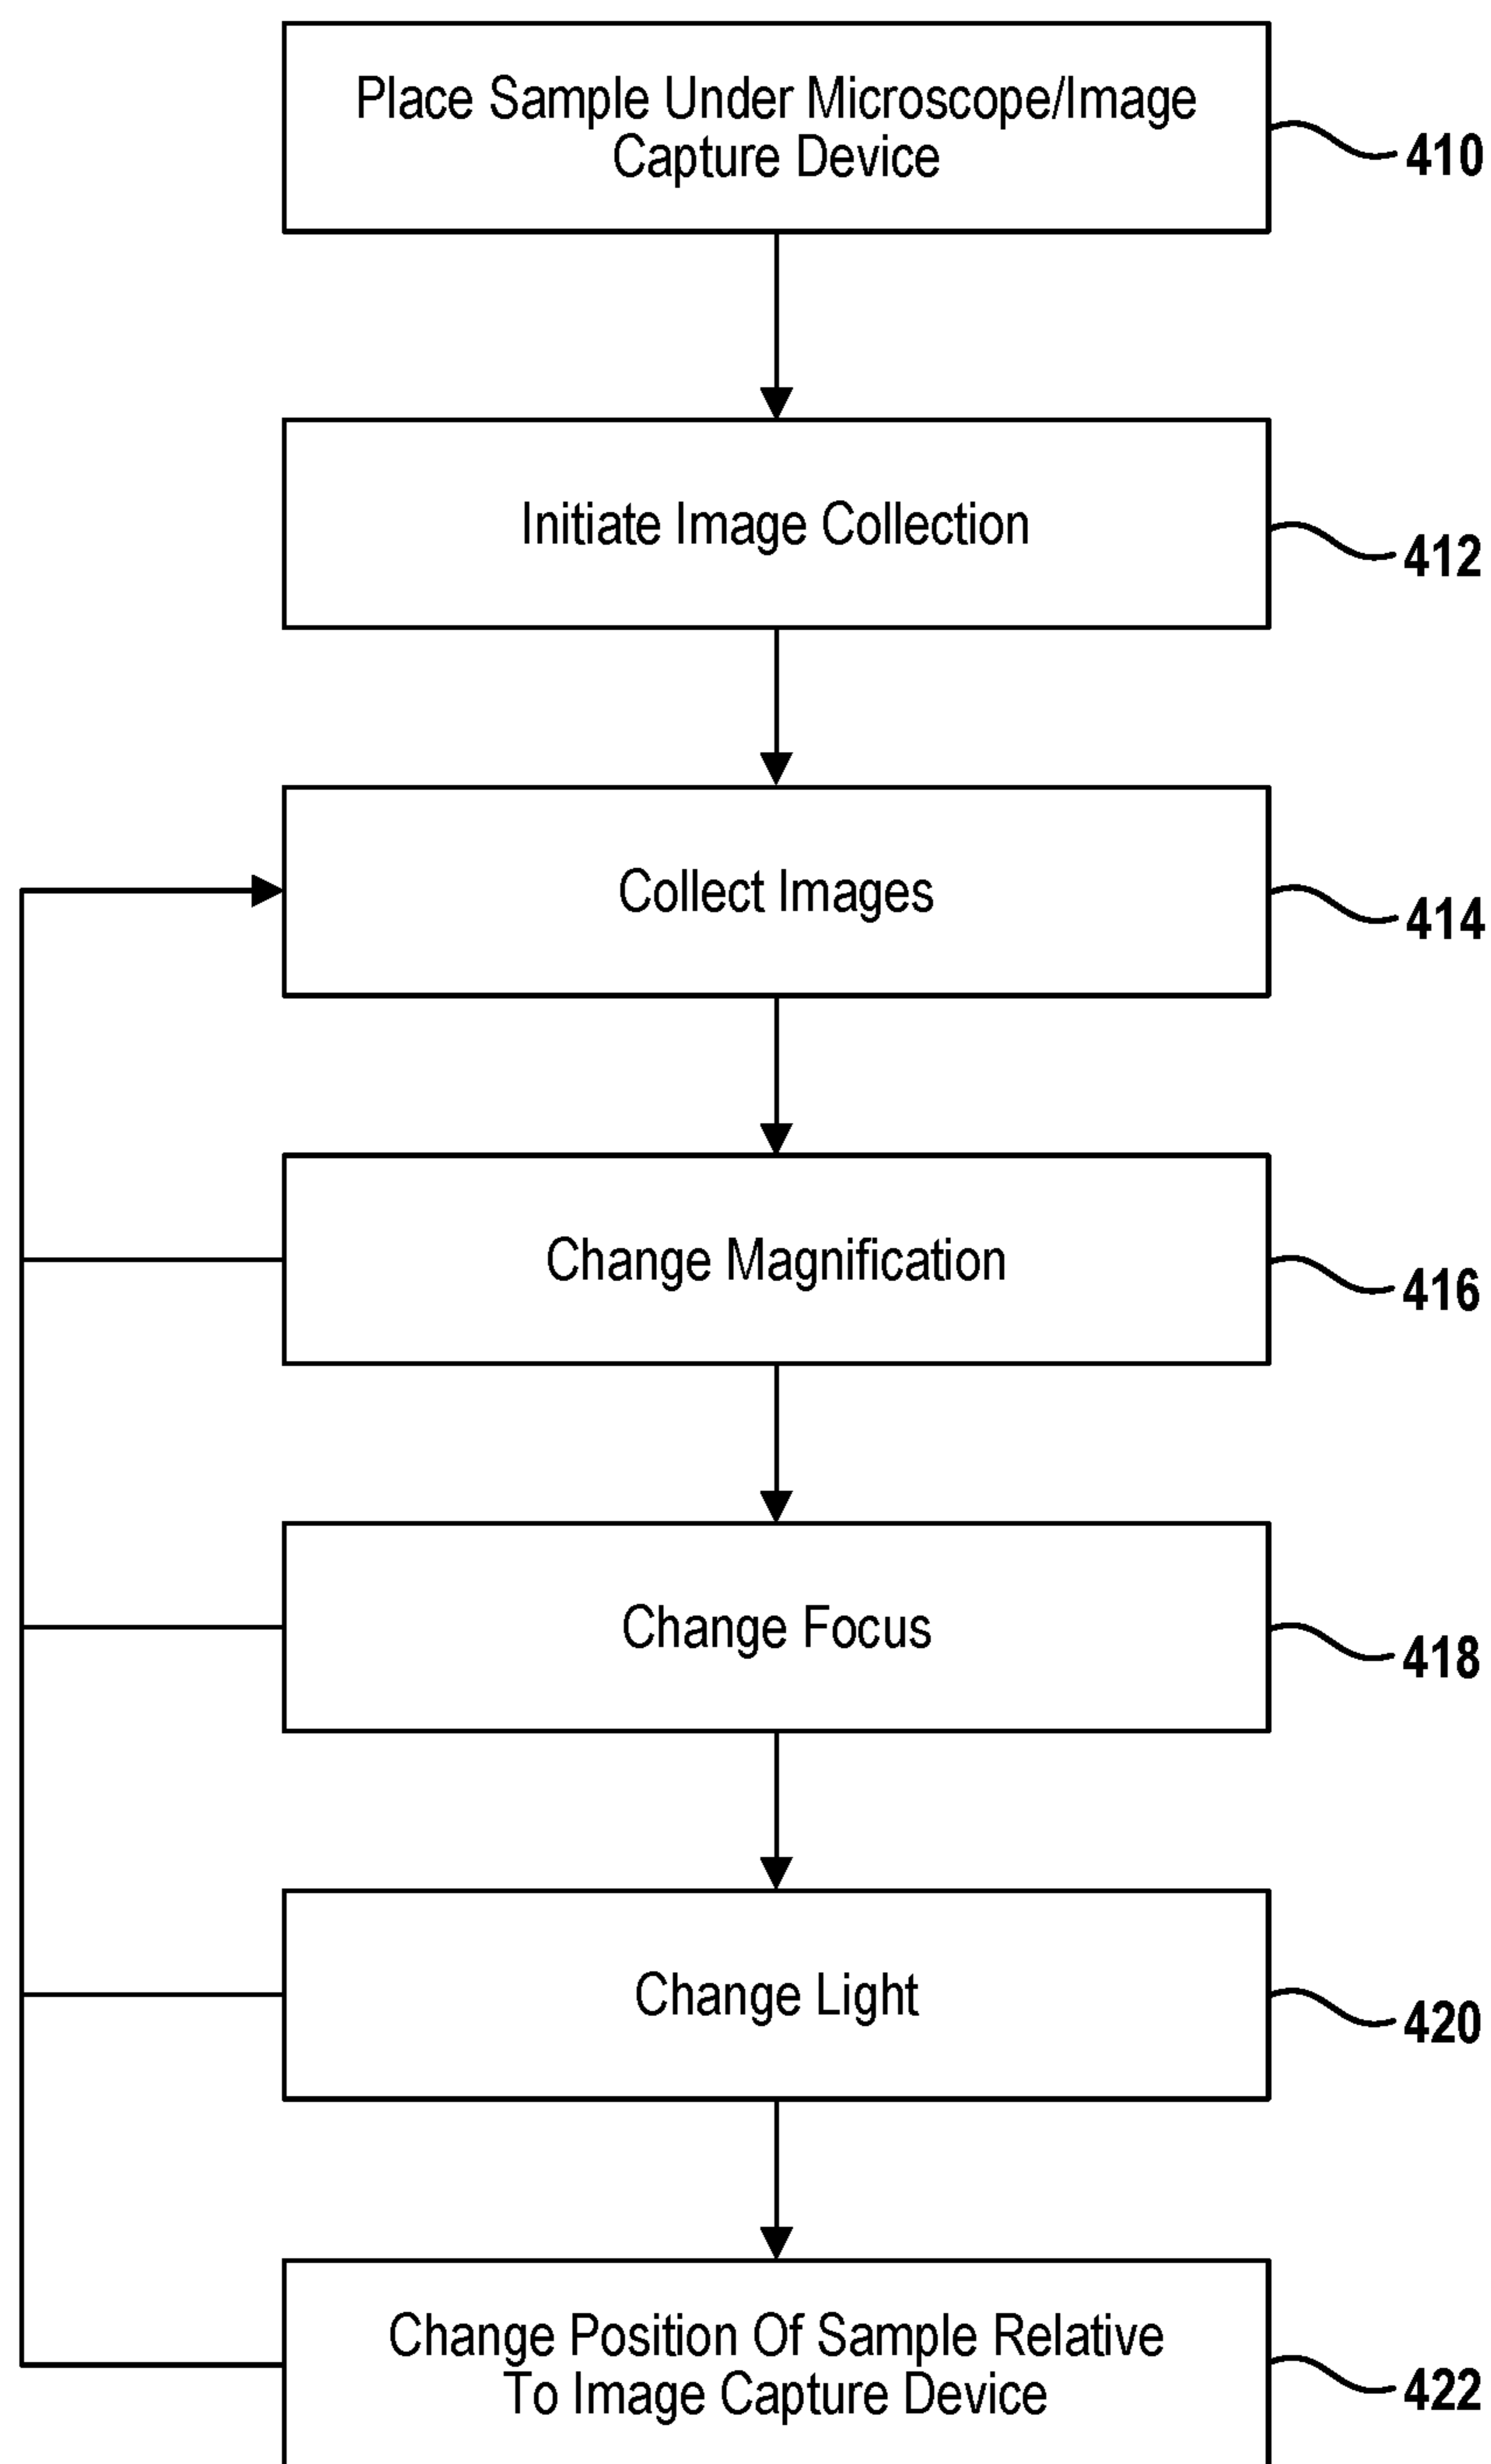 Place Sample Under Microscope/Image
Capture Device
410
Initiate Image Collection
412
Collect Images
414
Change Magnification
416
Change Focus
418
Change Light
420
Change Position Of Sample Relative
To Image Capture Device
422